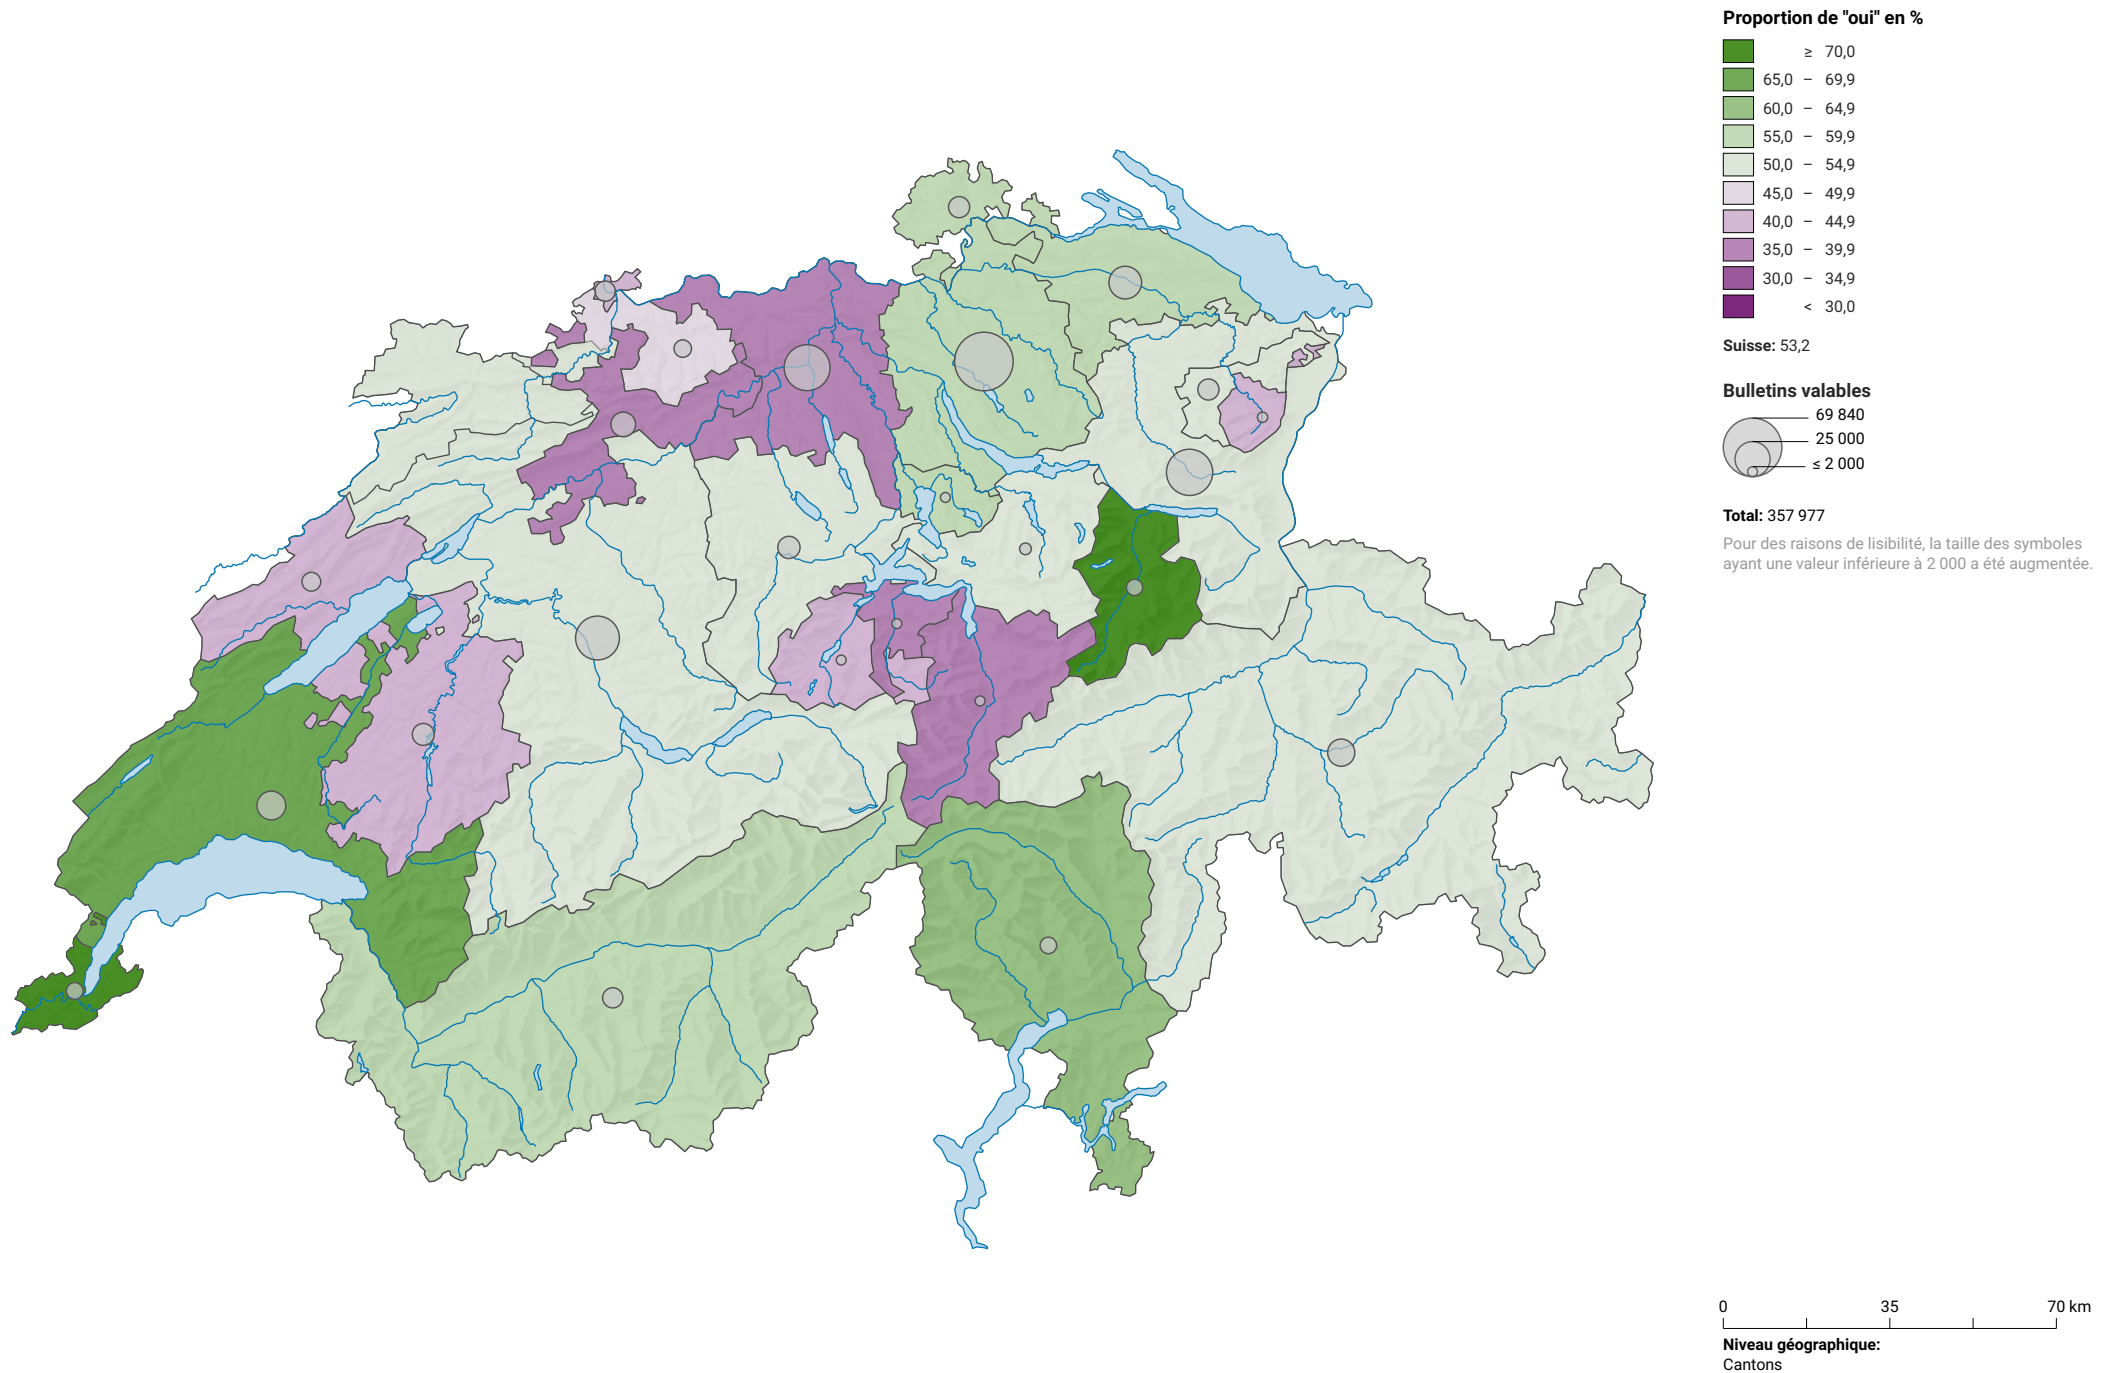 Proportion de "oui" en %
≥ 70,0
65,0 – 69,9
60,0 – 64,9
55,0 – 59,9
50,0 – 54,9
45,0 – 49,9
40,0 – 44,9
35,0 – 39,9
30,0 – 34,9
< 30,0
Suisse: 53,2
Bulletins valables
69 840
25 000
≤ 2 000
Total: 357 977
Pour des raisons de lisibilité, la taille des symboles
ayant une valeur inférieure à 2 000 a été augmentée.
0 35 70 km
Niveau géographique:
Cantons